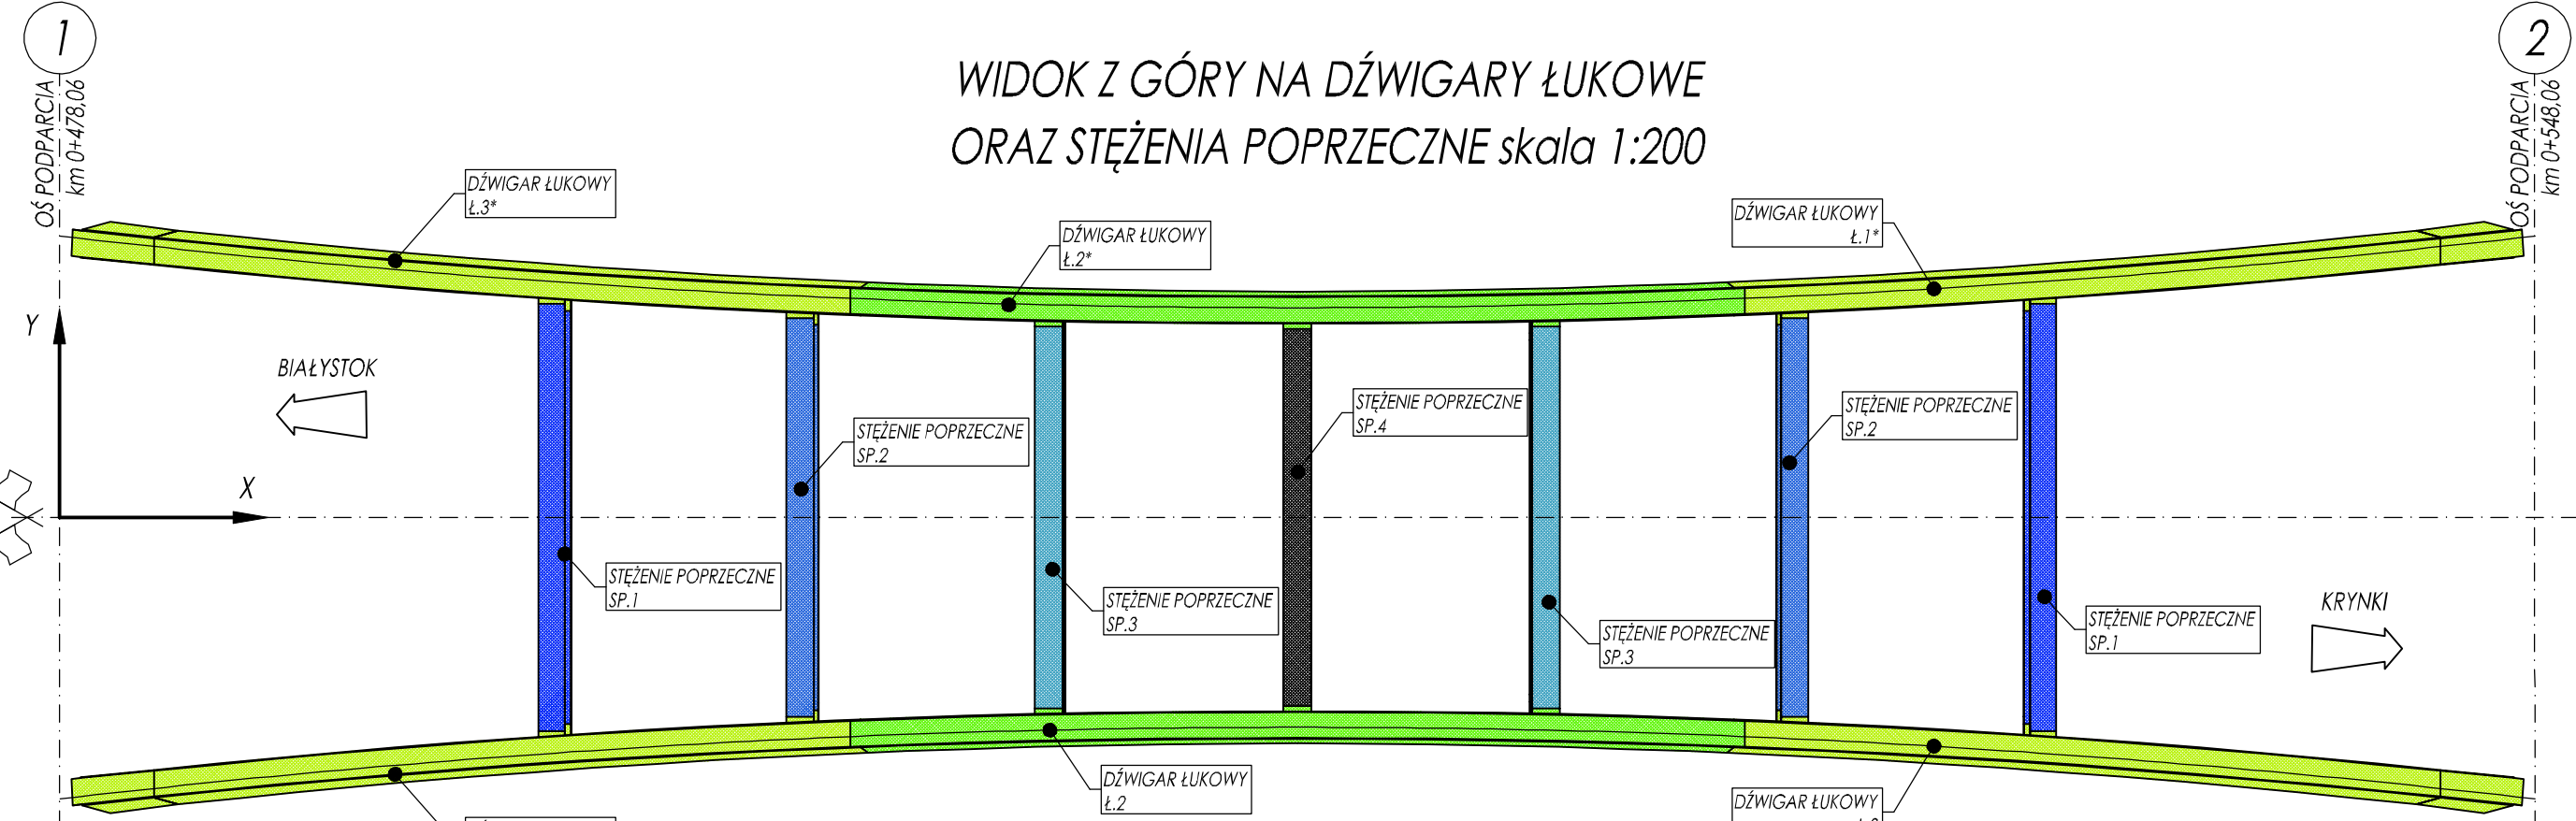 1
2
OŚ PODPARCIA
km 0+478,06
WIDOK Z GÓRY NA DŹWIGARY ŁUKOWE
ORAZ STĘŻENIA POPRZECZNE skala 1:200
OŚ PODPARCIA
km 0+548,06
DŹWIGAR ŁUKOWY
Ł.3*
DŹWIGAR ŁUKOWY
Ł.2*
DŹWIGAR ŁUKOWY
Ł.1*
Y
BIAŁYSTOK
X
STĘŻENIE POPRZECZNE
SP.2
STĘŻENIE POPRZECZNE
SP.4
STĘŻENIE POPRZECZNE
SP.2
STĘŻENIE POPRZECZNE
SP.1
STĘŻENIE POPRZECZNE
SP.3
STĘŻENIE POPRZECZNE
SP.3
STĘŻENIE POPRZECZNE
SP.1
KRYNKI
DŹWIGAR ŁUKOWY
Ł.2
DŹWIGAR ŁUKOWY